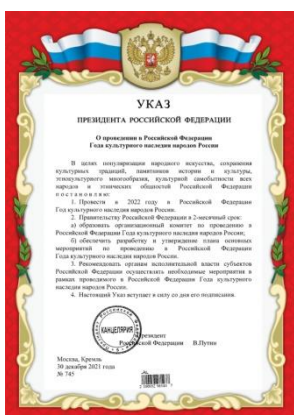 УКАЗ
ПРЕЗИДЕНТА РОССИЙСКОЙ ФЕДЕРАЦИИ
О проведении в Российской Федерации
Года культурного наследия народов России
В целях популяризации народного искусства, сохранения
культурных традиций, памятников истории и культуры,
этнокультурного многообразия, культурной самобытности всех
народов и этнических общностей Российской Федерации
постановляю:
1. Провести в 2022 году в Российской Федерации
Год культурного наследия народов России.
2. Правительству Российской Федерации в 2-месячный срок:
а) образовать организационный комитет по проведению в
Российской Федерации Года культурного наследия народов России;
б) обеспечить разработку и утверждение плана основных
мероприятий по проведению в Российской Федерации
Года культурного наследия народов России.
3. Рекомендовать органам исполнительной власти субъектов
Российской Федерации осуществлять необходимые мероприятия в
рамках проводимого в Российской Федерации Года культурного
наследия народов России.
4. Настоящий Указ вступает в силу со дня его подписания.
КАНЦЕЛЯРИЯ
Президент
Российской Федерации В.Путин
Москва, Кремль
30 декабря 2021 года
№ 745